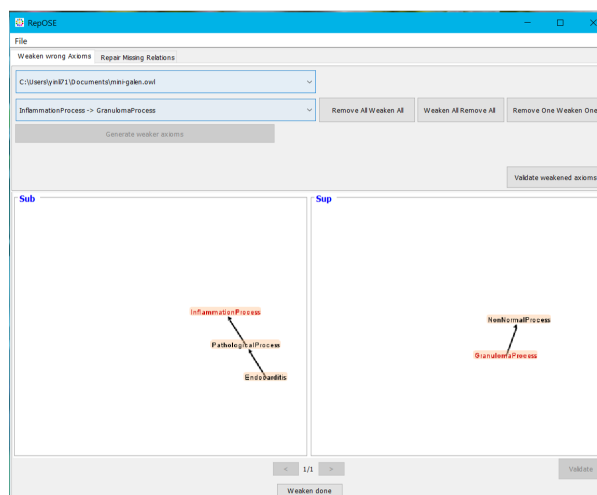 RepOSE
File
Weaken wrong Axioms Repair Missing Relations
C:\Users\yinli71\Documents\mini-galen.owl
InflammationProcess -> GranulomaProcess Remove All Weaken All Weaken All Remove All Remove One Weaken One
Generate weaker axioms
Validate weakened axioms
Sub Sup
InflammationProcess
NonNormalProcess
PathologicalProcess
GranulomaProcess
Endocarditis
< 1/1 > Validate
Weaken done